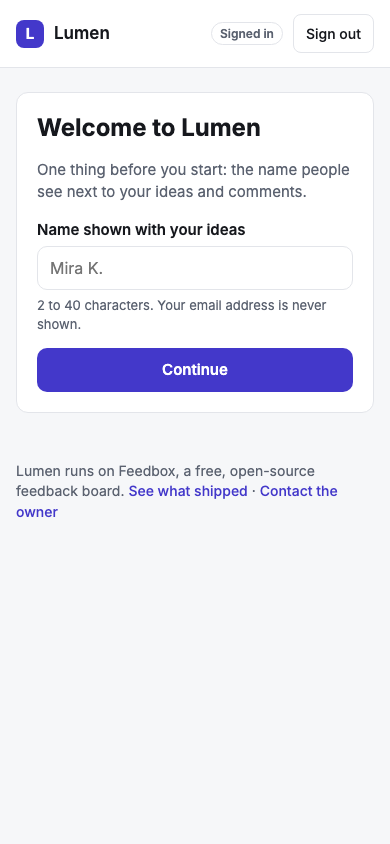 L Lumen Signed in Sign out
Welcome to Lumen
One thing before you start: the name people
see next to your ideas and comments.
Name shown with your ideas
Mira K.
2 to 40 characters. Your email address is never
shown.
Continue
Lumen runs on Feedbox, a free, open-source
feedback board. See what shipped · Contact the
owner